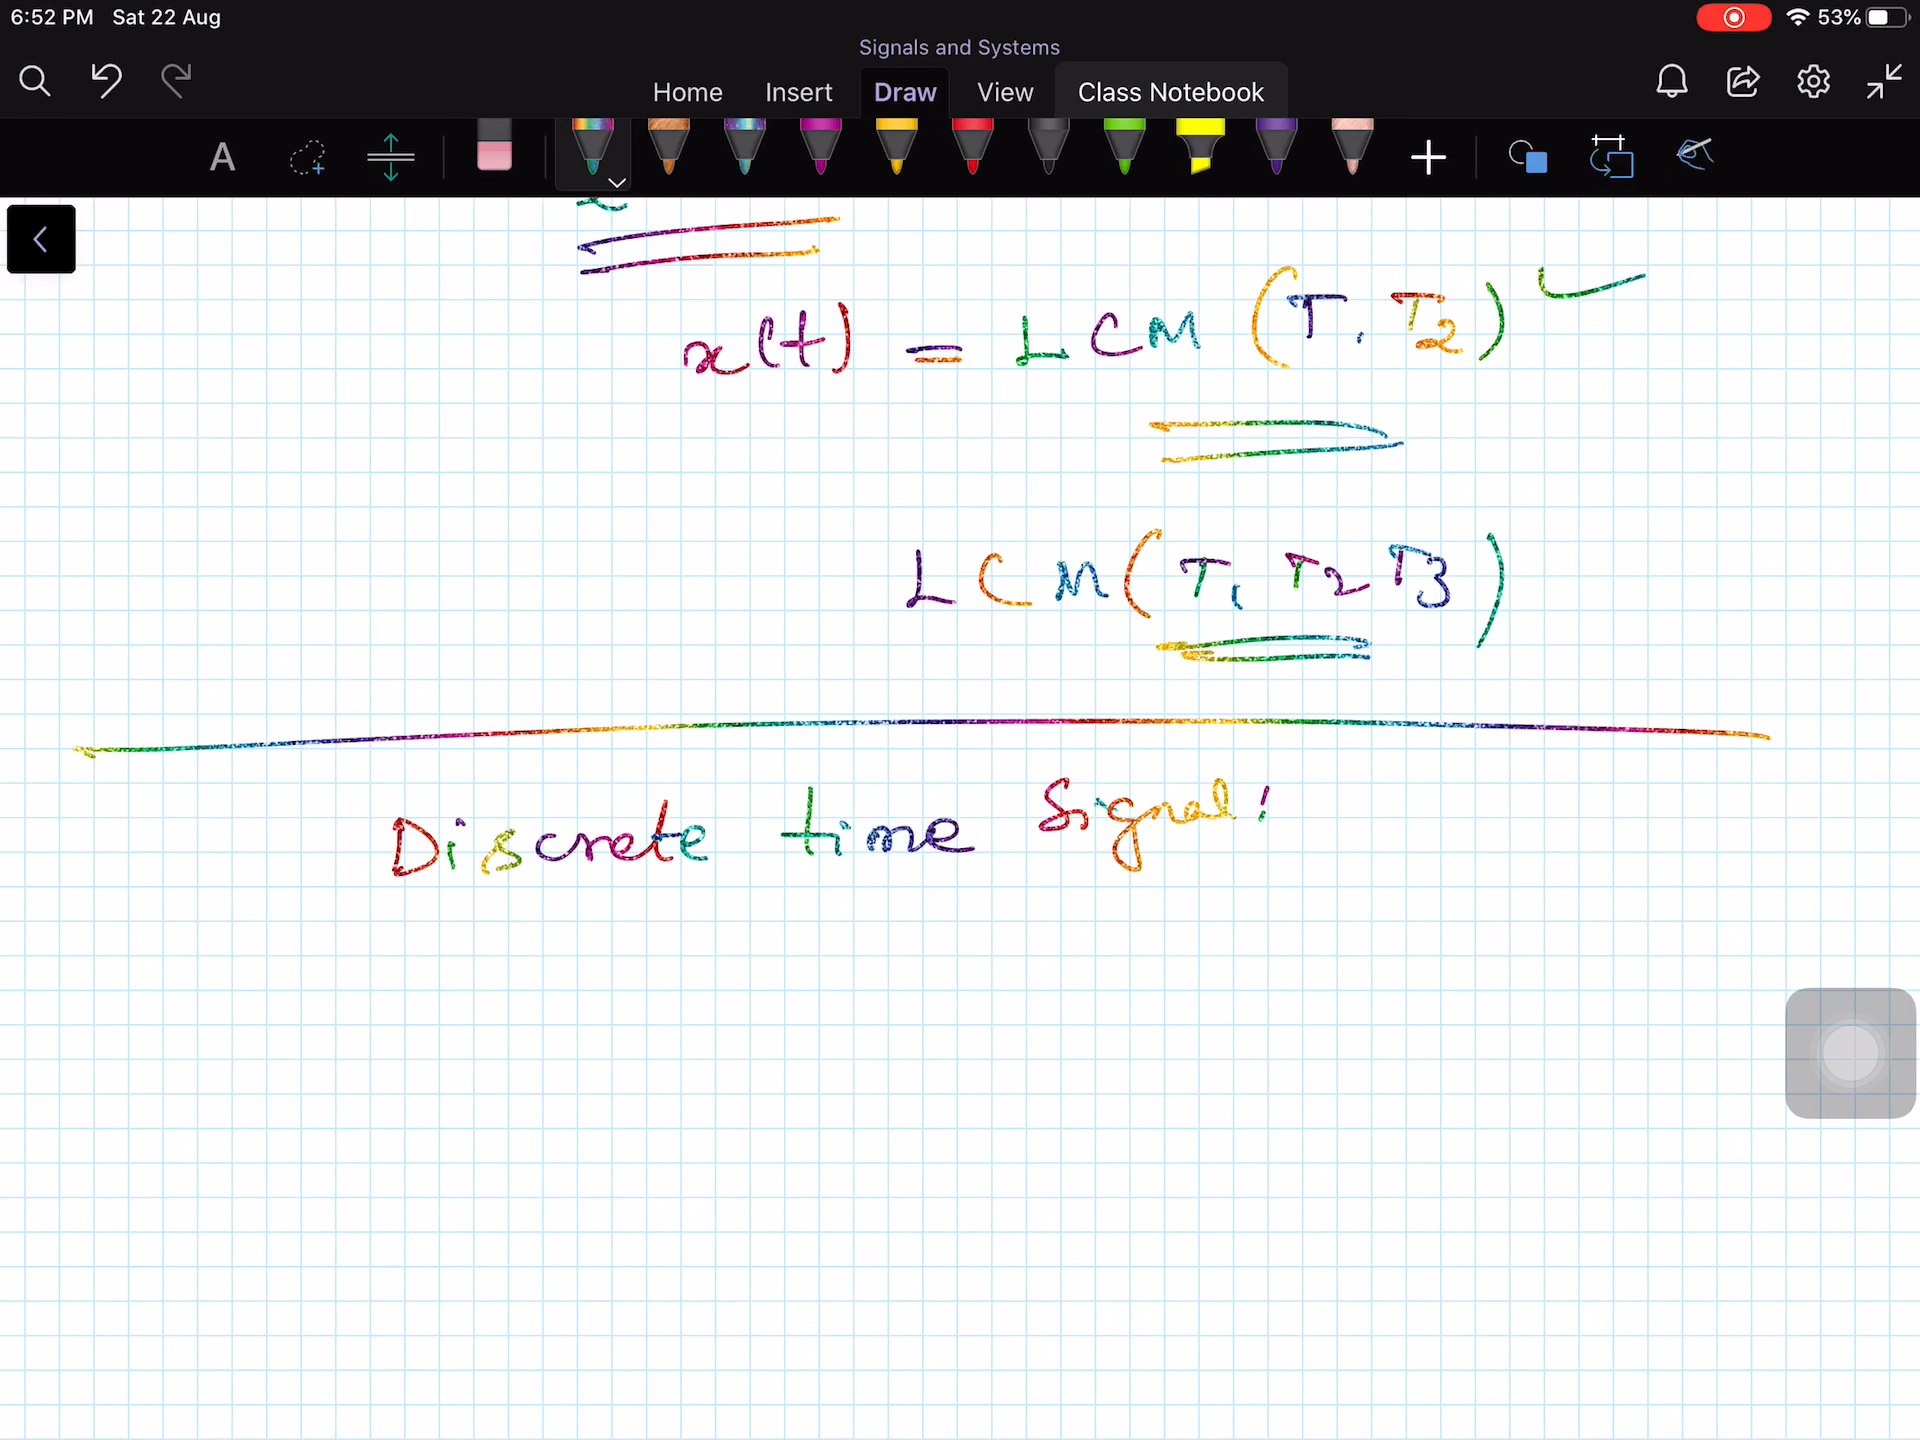 6:52 PM Sat 22 Aug 53%
Signals and Systems
Home Insert Draw View Class Notebook
A
x(t) = LCM (T1 T2)
LCM (T1 T2 T3)
Discrete time Signal!